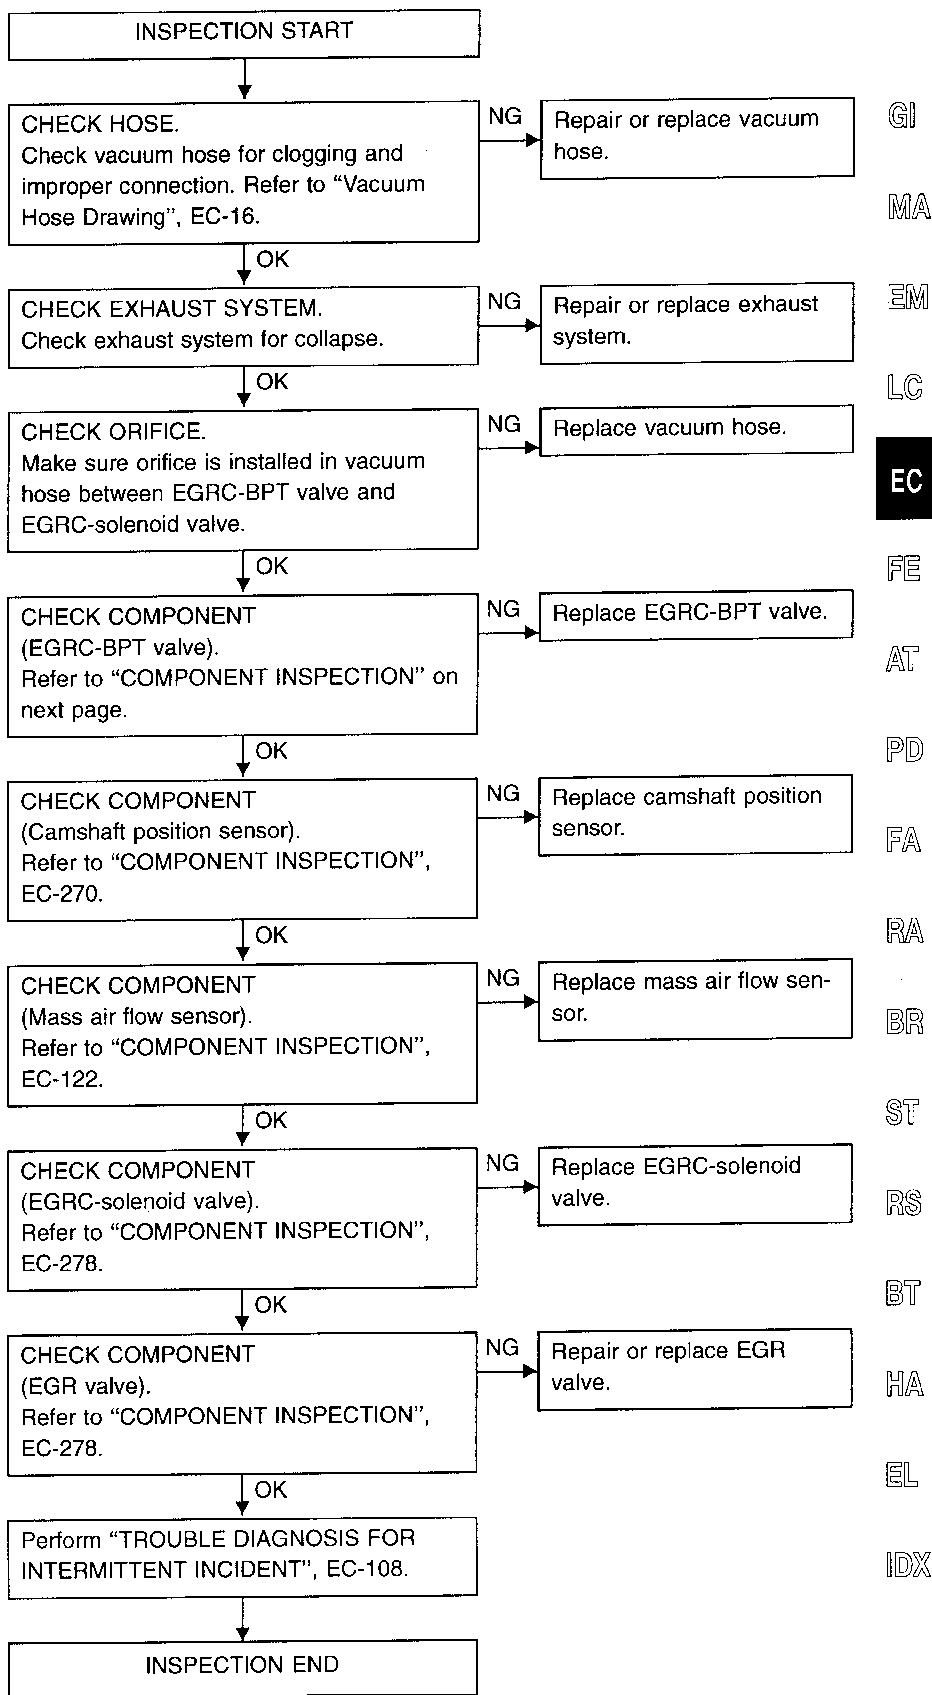 INSPECTION START
CHECK HOSE.
Check vacuum hose for clogging and
improper connection. Refer to “Vacuum
Hose Drawing”, EC-16.
NG
Repair or replace vacuum
hose.
OK
CHECK EXHAUST SYSTEM.
Check exhaust system for collapse.
NG
Repair or replace exhaust
system.
OK
CHECK ORIFICE.
Make sure orifice is installed in vacuum
hose between EGRC-BPT valve and
EGRC-solenoid valve.
NG
Replace vacuum hose.
OK
CHECK COMPONENT
(EGRC-BPT valve).
Refer to “COMPONENT INSPECTION” on
next page.
NG
Replace EGRC-BPT valve.
OK
CHECK COMPONENT
(Camshaft position sensor).
Refer to “COMPONENT INSPECTION”,
EC-270.
NG
Replace camshaft position
sensor.
OK
CHECK COMPONENT
(Mass air flow sensor).
Refer to “COMPONENT INSPECTION”,
EC-122.
NG
Replace mass air flow sen-
sor.
OK
CHECK COMPONENT
(EGRC-solenoid valve).
Refer to “COMPONENT INSPECTION”,
EC-278.
NG
Replace EGRC-solenoid
valve.
OK
CHECK COMPONENT
(EGR valve).
Refer to “COMPONENT INSPECTION”,
EC-278.
NG
Repair or replace EGR
valve.
OK
Perform “TROUBLE DIAGNOSIS FOR
INTERMITTENT INCIDENT”, EC-108.
INSPECTION END
GI
MA
EM
LC
EC
FE
AT
PD
FA
RA
BR
ST
RS
BT
HA
EL
IDX